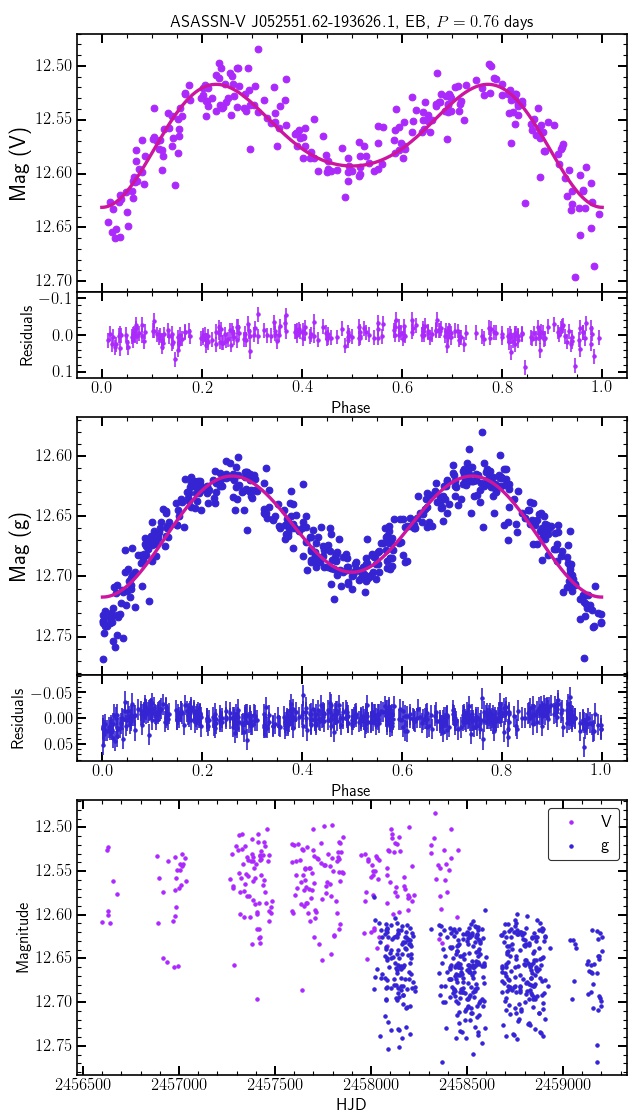 ASASSN-V J052551.62-193626.1, EB, P = 0.76 days
12.50
12.55
12.60
12.65
12.70
Mag (V)
−0.1
0.0
0.1
Residuals
0.0 0.2 0.4 0.6 0.8 1.0
Phase
12.60
12.65
12.70
12.75
Mag (g)
−0.05
0.00
0.05
Residuals
0.0 0.2 0.4 0.6 0.8 1.0
Phase
V
g
12.50
12.55
12.60
12.65
12.70
12.75
Magnitude
2456500 2457000 2457500 2458000 2458500 2459000
HJD